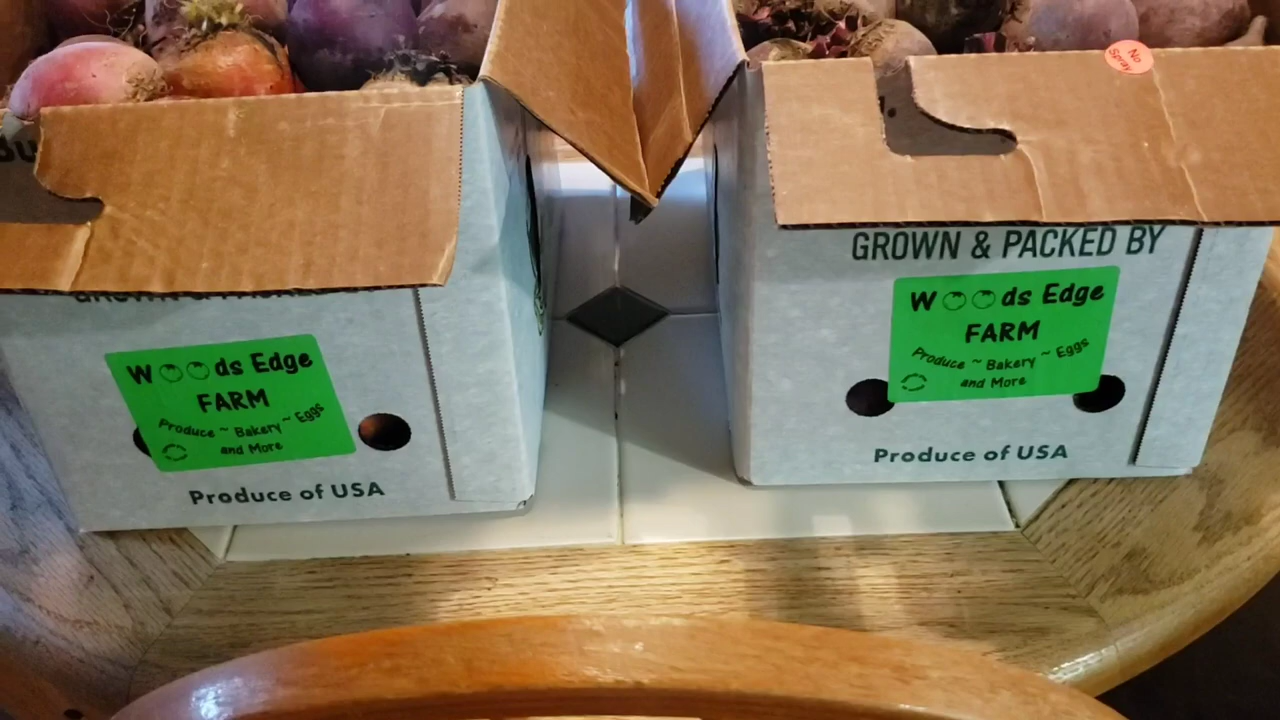 No
Spray
GROWN & PACKED BY
Woods Edge
FARM
Produce ~ Bakery ~ Eggs
and More
Produce of USA
Woods Edge
FARM
Produce ~ Bakery ~ Eggs
and More
Produce of USA